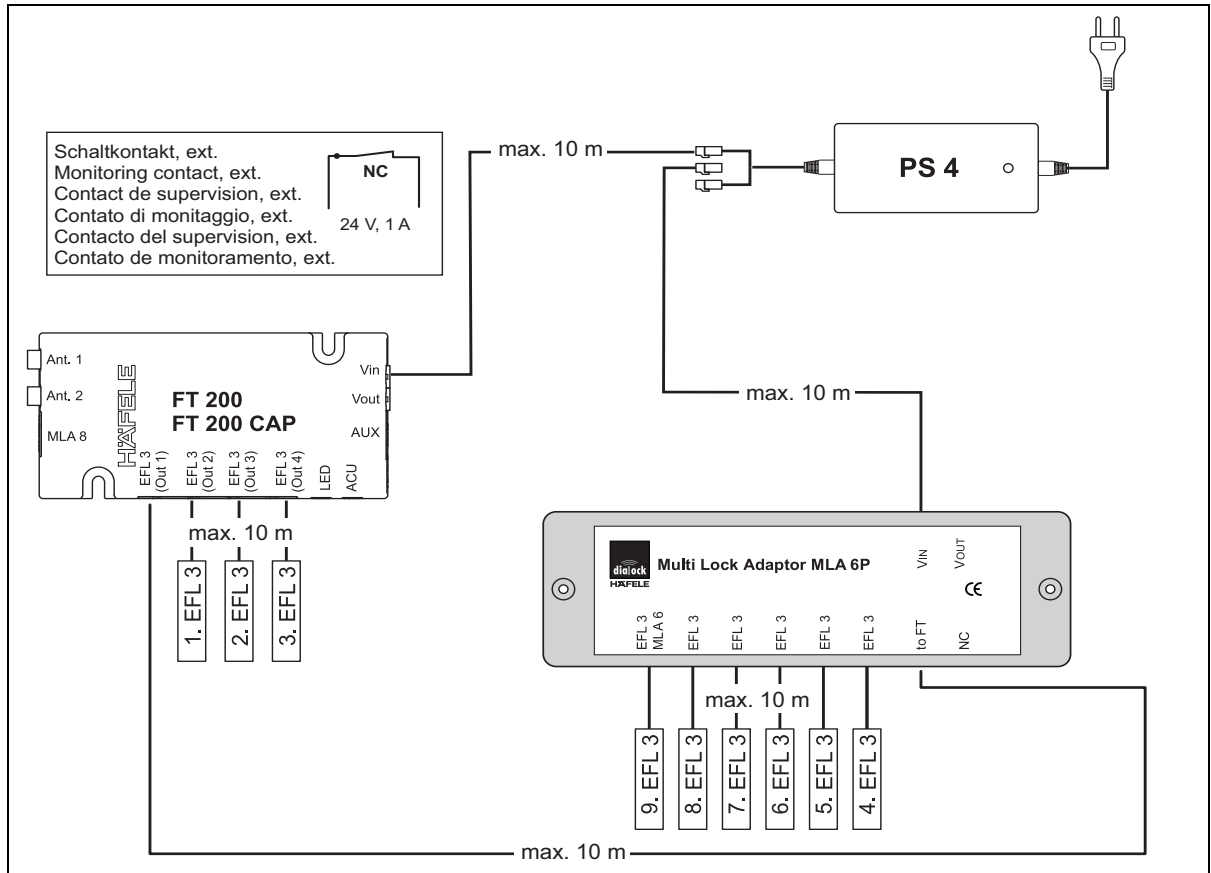 Schaltkontakt, ext.
Monitoring contact, ext.
Contact de supervision, ext.
Contato di monitaggio, ext.
Contacto del supervision, ext.
Contato de monitoramento, ext.
NC
24 V, 1 A
max. 10 m
PS 4
max. 10 m
Ant. 1
Ant. 2
MLA 8
HÄFELE
FT 200
FT 200 CAP
Vin
Vout
AUX
EFL 3
(Out 1)
EFL 3
(Out 2)
EFL 3
(Out 3)
EFL 3
(Out 4)
LED
ACU
max. 10 m
1. EFL 3
2. EFL 3
3. EFL 3
dialock
HÄFELE
Multi Lock Adaptor MLA 6P
VIN
VOUT
CE
EFL 3
MLA 6
EFL 3
EFL 3
EFL 3
EFL 3
EFL 3
to FT
NC
max. 10 m
9. EFL 3
8. EFL 3
7. EFL 3
6. EFL 3
5. EFL 3
4. EFL 3
max. 10 m